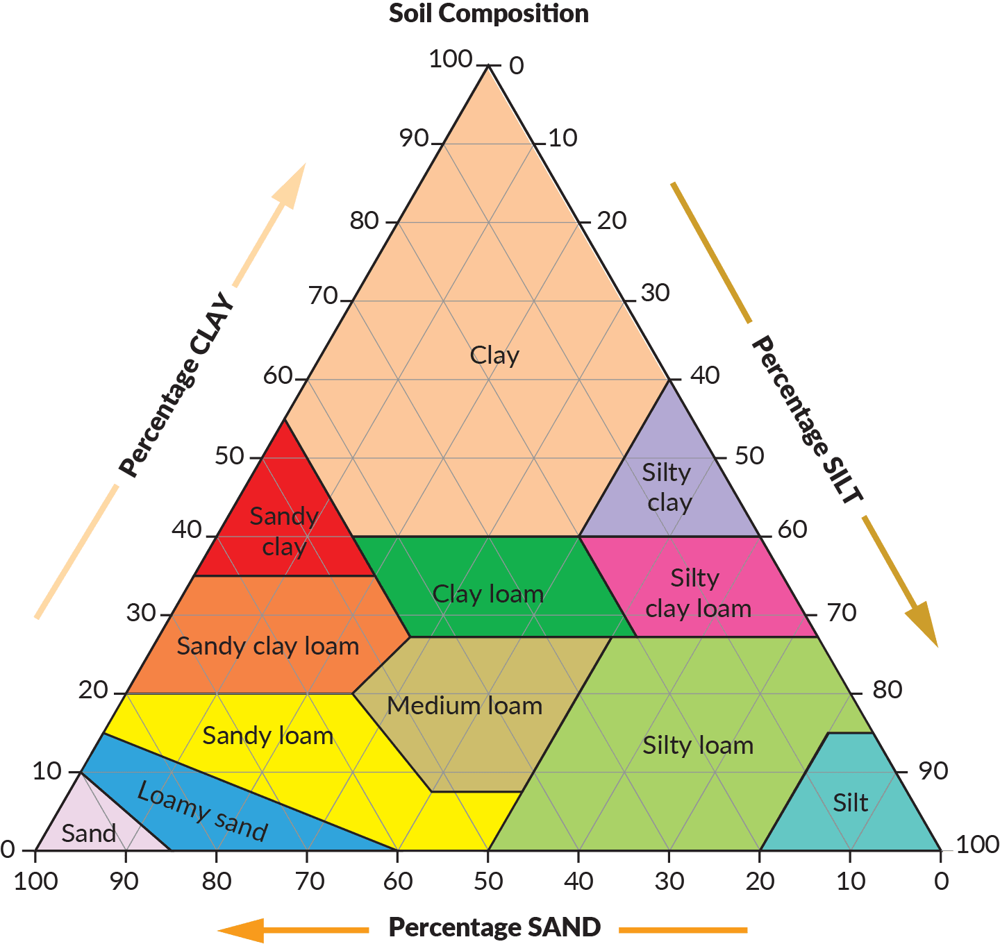 Soil Composition
100 0
90 10
80 20
70 30
Clay
60 40
50 50
Silty
clay
Sandy
clay
40 60
Clay loam
Silty
clay loam
30 70
Sandy clay loam
20 80
Medium loam
Sandy loam
Silty loam
10 90
Loamy sand
Silt
Sand
0 100
100 90 80 70 60 50 40 30 20 10 0
Percentage CLAY
Percentage SILT
Percentage SAND